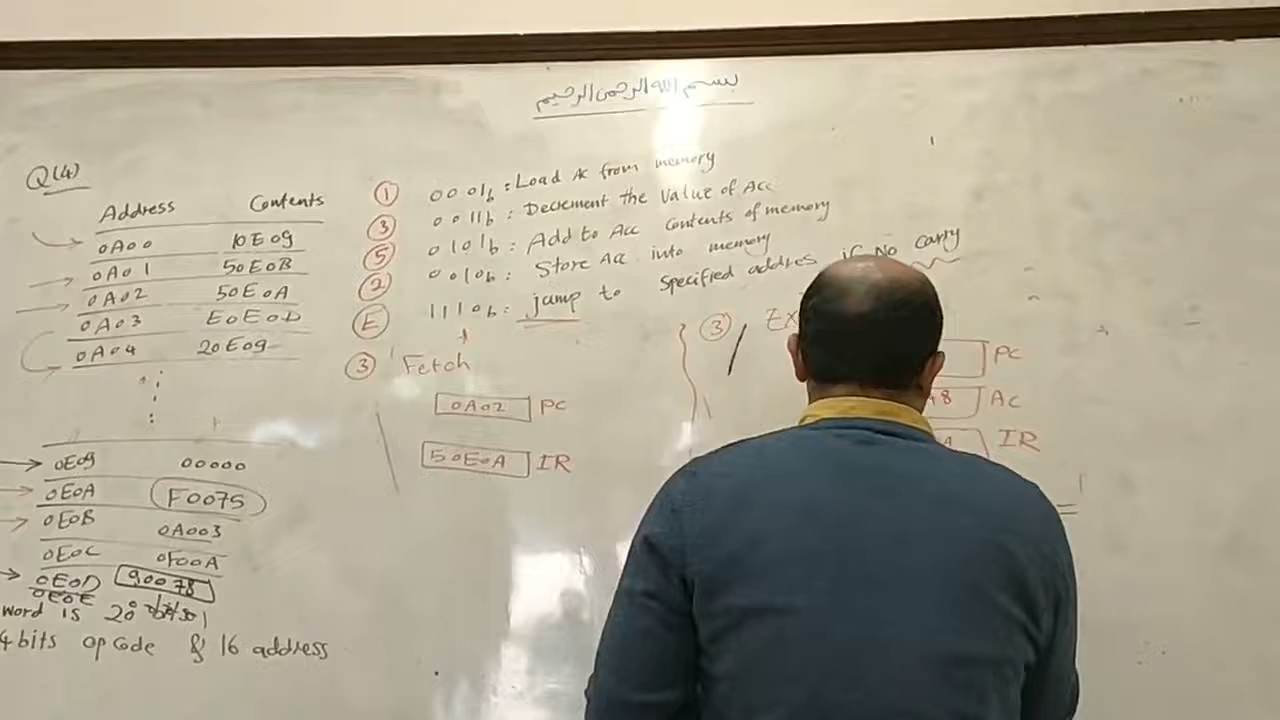 بسم الله الرحمن الرحيم
Q(4)
Address Contents
0A00 10E09
0A01 50E0B
0A02 50E0A
0A03 E0E0D
0A04 20E09
0E09 00000
0E0A F0075
0E0B 0A003
0E0C 0F00A
0E0D 90078
0E0E
word is 20
4 bits opcode & 16 address
① 0001b : Load AC from memory
③ 0011b : Decrement the value of Acc
⑤ 0101b : Add to Acc contents of memory
② 0010b : Store Acc into memory
Ⓔ 1110b : jump to specified address if No carry
③ Fetch
0A02 PC
50E0A IR
③ Ex
PC
8 AC
A IR